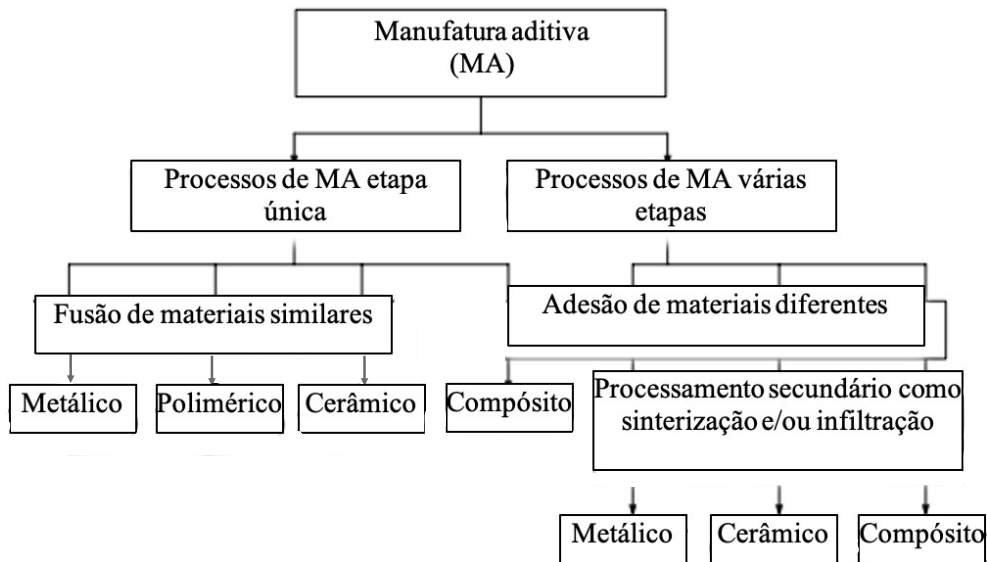 Manufatura aditiva
(MA)
Processos de MA etapa
única
Processos de MA várias
etapas
Fusão de materiais similares
Adesão de materiais diferentes
Metálico
Polimérico
Cerâmico
Compósito
Processamento secundário como
sinterização e/ou infiltração
Metálico
Cerâmico
Compósito